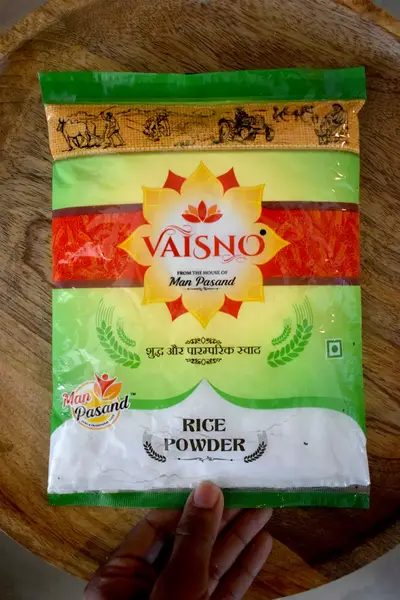 VAISNO
FROM THE HOUSE OF
Man Pasand
शुद्ध और पारम्परिक स्वाद
Man
Pasand
RICE
POWDER